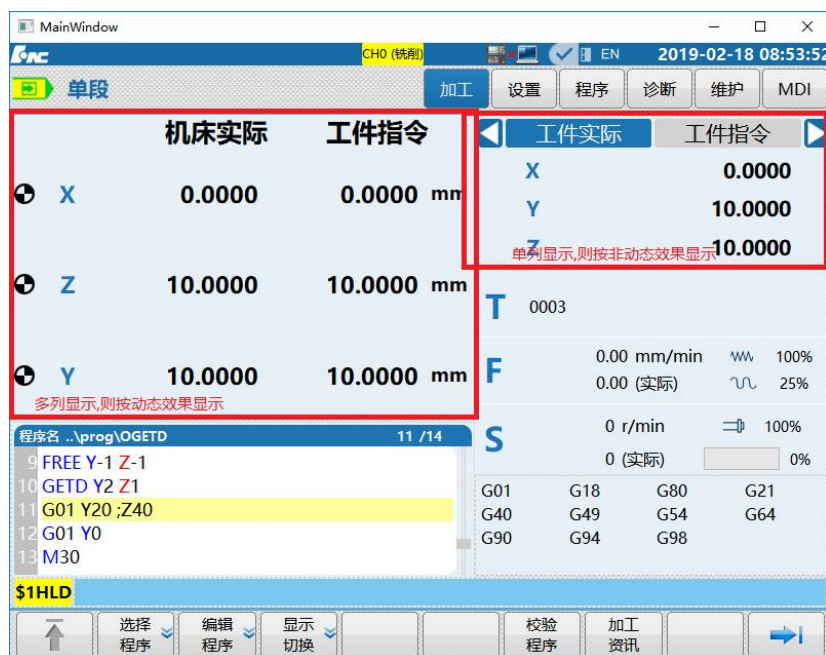 MainWindow
HNC CH0 (铣削) EN 2019-02-18 08:53:52
单段 加工 设置 程序 诊断 维护 MDI
机床实际 工件指令
X 0.0000 0.0000 mm
Z 10.0000 10.0000 mm
Y 10.0000 10.0000 mm
多列显示,则按动态效果显示
工件实际 工件指令
X 0.0000
Y 10.0000
Z 10.0000
单列显示,则按非动态效果显示
T 0003
F 0.00 mm/min 100%
0.00 (实际) 25%
S 0 r/min 100%
0 (实际) 0%
程序名 ..\prog\OGETD 11 /14
9 FREE Y-1 Z-1
10 GETD Y2 Z1
11 G01 Y20 ;Z40
12 G01 Y0
13 M30
G01 G18 G80 G21
G40 G49 G54 G64
G90 G94 G98
$1HLD
选择 编辑 显示 校验 加工
程序 程序 切换 程序 资讯